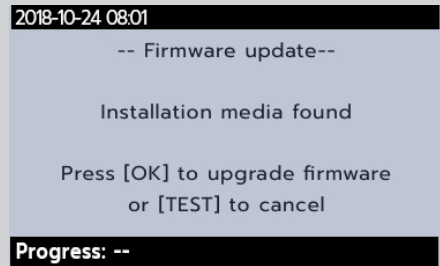 2018-10-24 08:01
-- Firmware update--
Installation media found
Press [OK] to upgrade firmware
or [TEST] to cancel
Progress: --